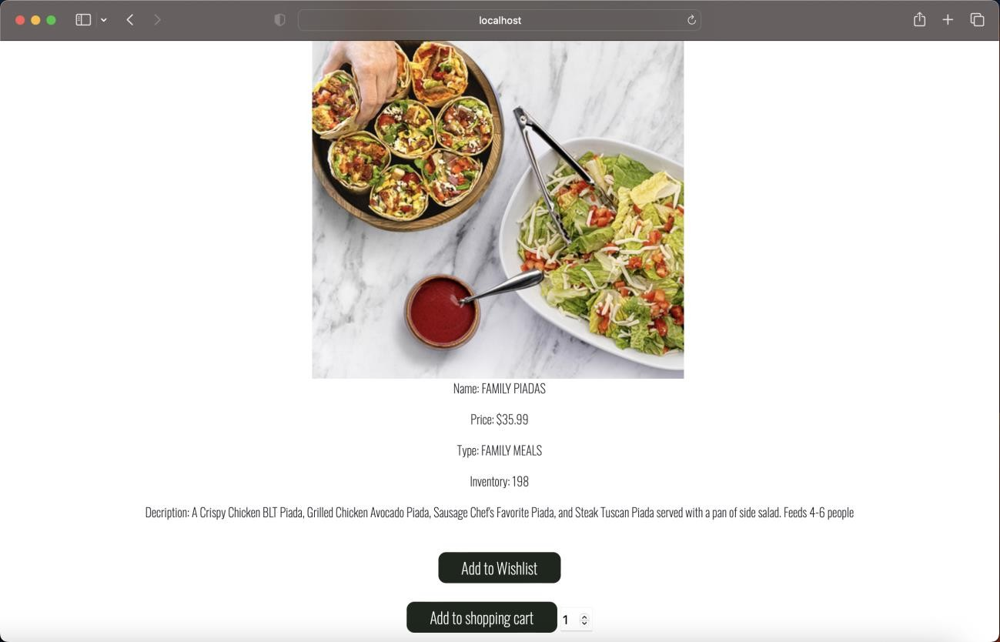 localhost
Name: FAMILY PIADAS
Price: $35.99
Type: FAMILY MEALS
Inventory: 198
Decription: A Crispy Chicken BLT Piada, Grilled Chicken Avocado Piada, Sausage Chef's Favorite Piada, and Steak Tuscan Piada served with a pan of side salad. Feeds 4-6 people
Add to Wishlist
Add to shopping cart 1